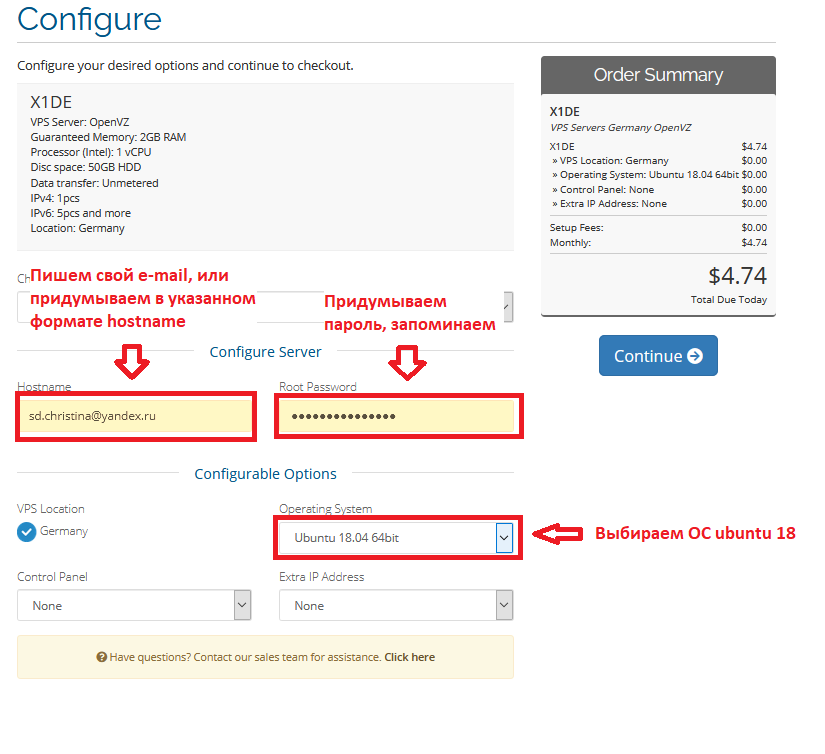 Configure
Configure your desired options and continue to checkout.
X1DE
VPS Server: OpenVZ
Guaranteed Memory: 2GB RAM
Processor (Intel): 1 vCPU
Disc space: 50GB HDD
Data transfer: Unmetered
IPv4: 1pcs
IPv6: 5pcs and more
Location: Germany
Пишем свой e-mail, или
придумываем в указанном
формате hostname
Придумываем
пароль, запоминаем
Configure Server
Hostname
Root Password
sd.christina@yandex.ru
•••••••••••••••
Configurable Options
VPS Location
Operating System
Germany
Ubuntu 18.04 64bit
Выбираем ОС ubuntu 18
Control Panel
Extra IP Address
None
None
Have questions? Contact our sales team for assistance. Click here
Order Summary
X1DE
VPS Servers Germany OpenVZ
X1DE $4.74
» VPS Location: Germany $0.00
» Operating System: Ubuntu 18.04 64bit $0.00
» Control Panel: None $0.00
» Extra IP Address: None $0.00
Setup Fees: $0.00
Monthly: $4.74
$4.74
Total Due Today
Continue